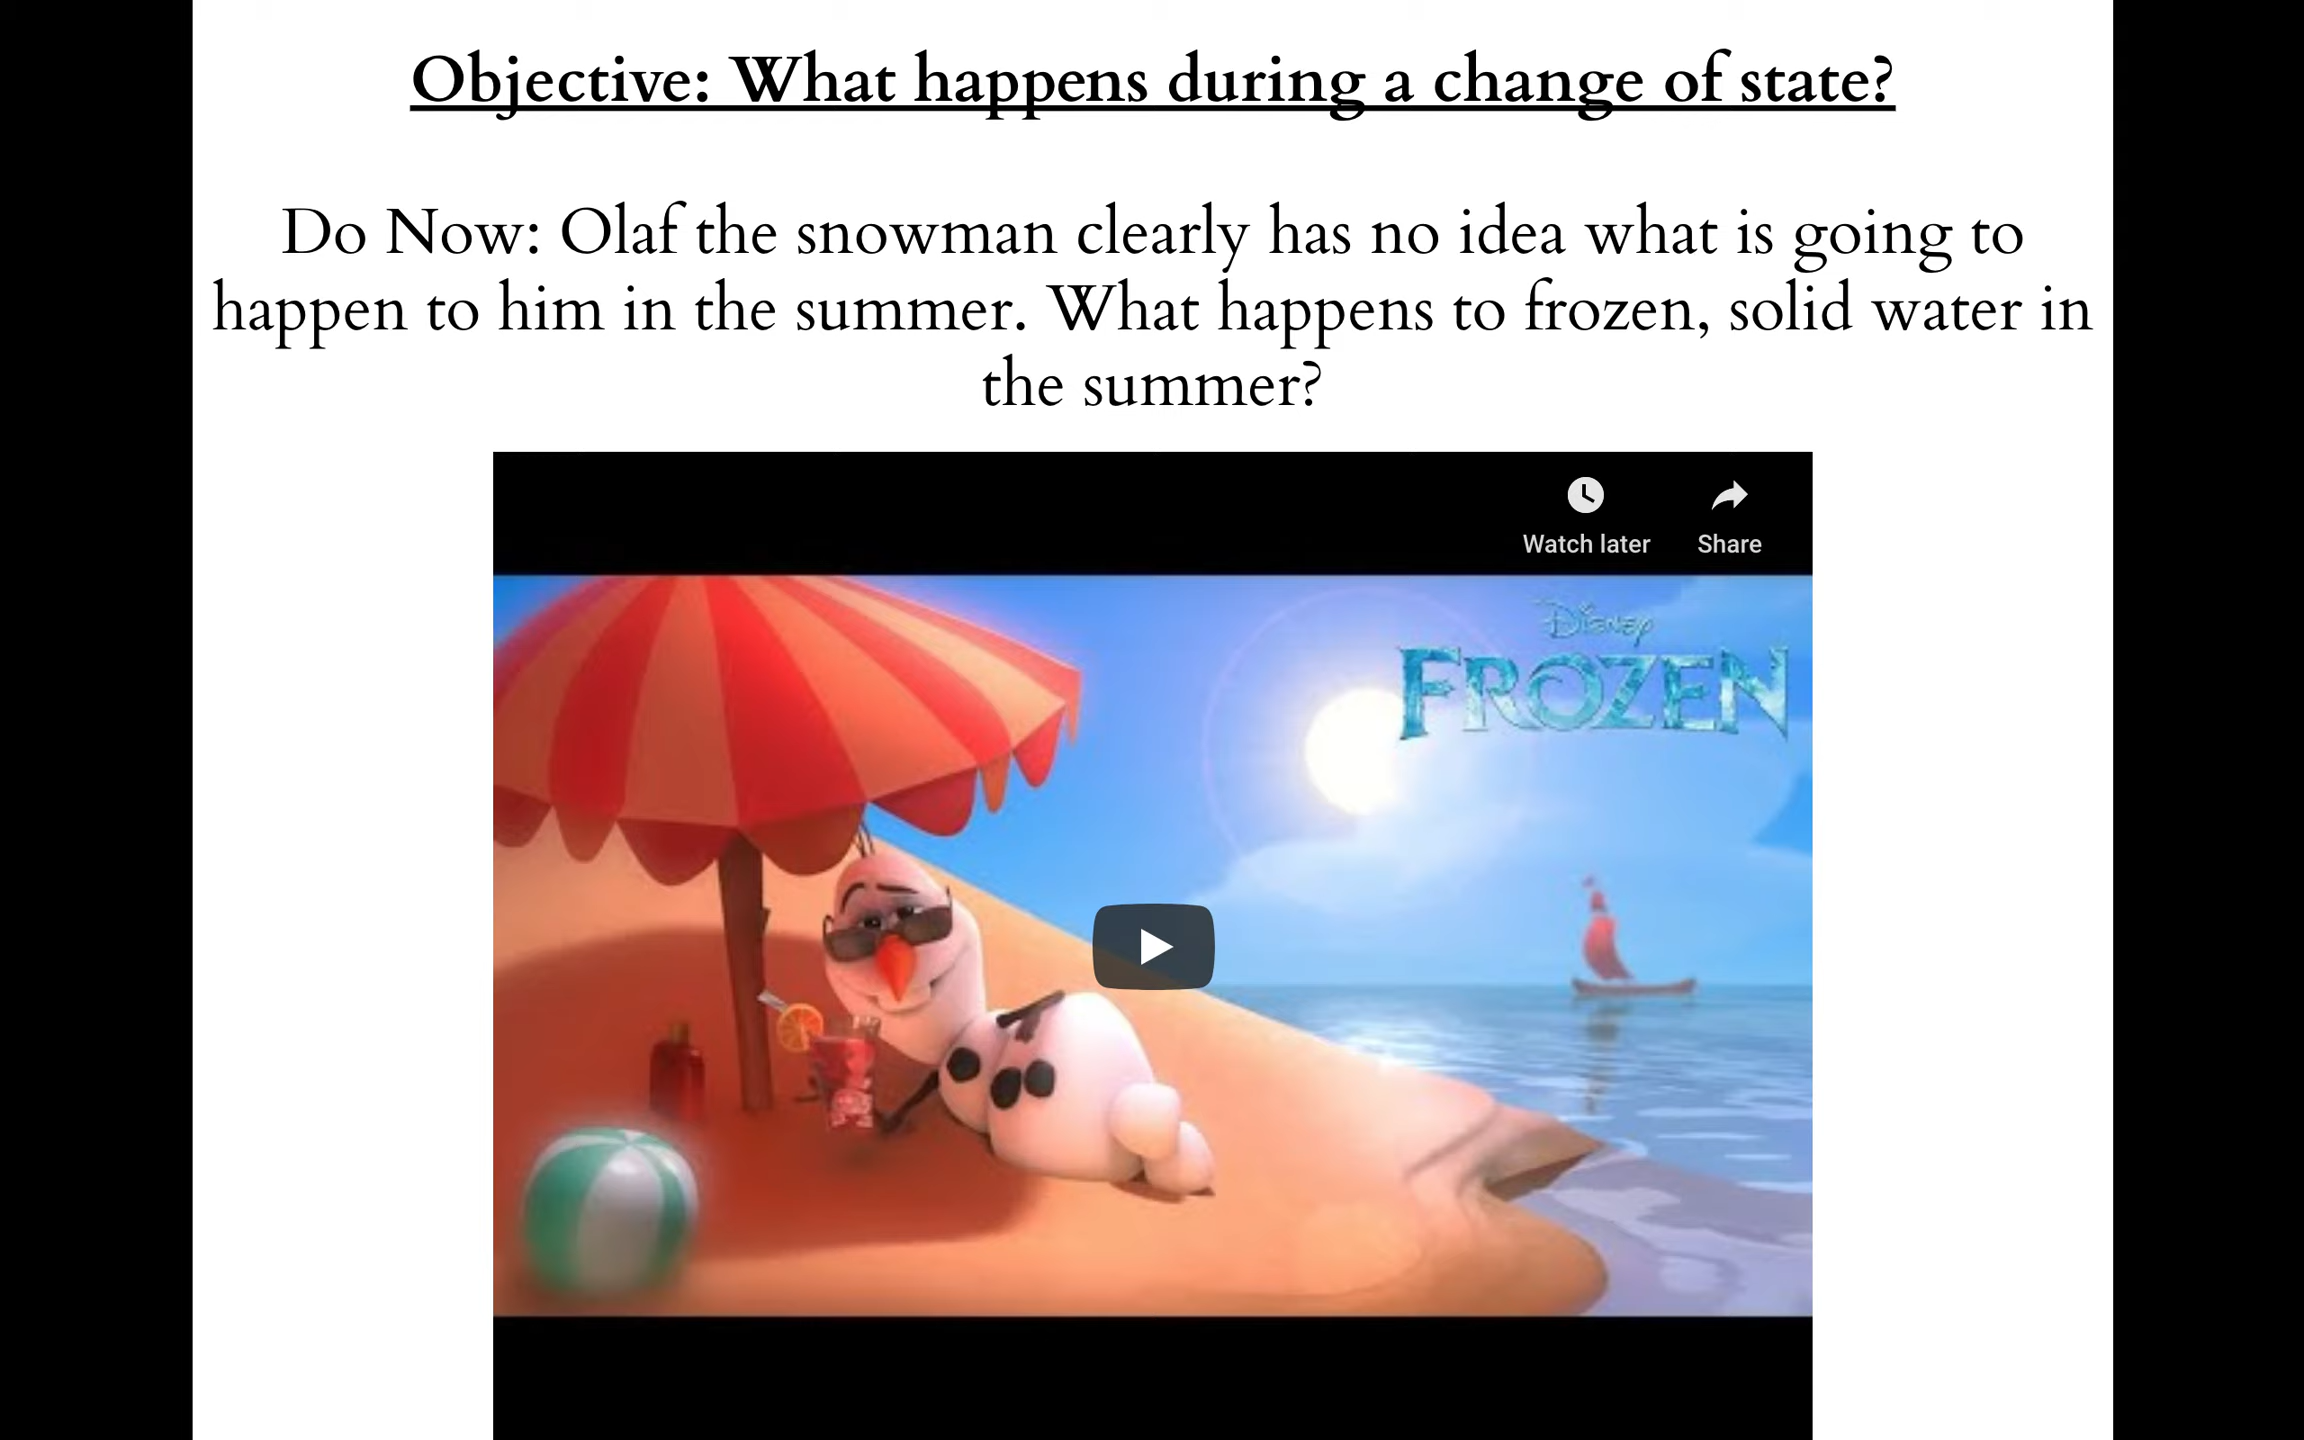 Objective: What happens during a change of state?
Do Now: Olaf the snowman clearly has no idea what is going to
happen to him in the summer. What happens to frozen, solid water in
the summer?
Watch later
Share
Disney
FROZEN